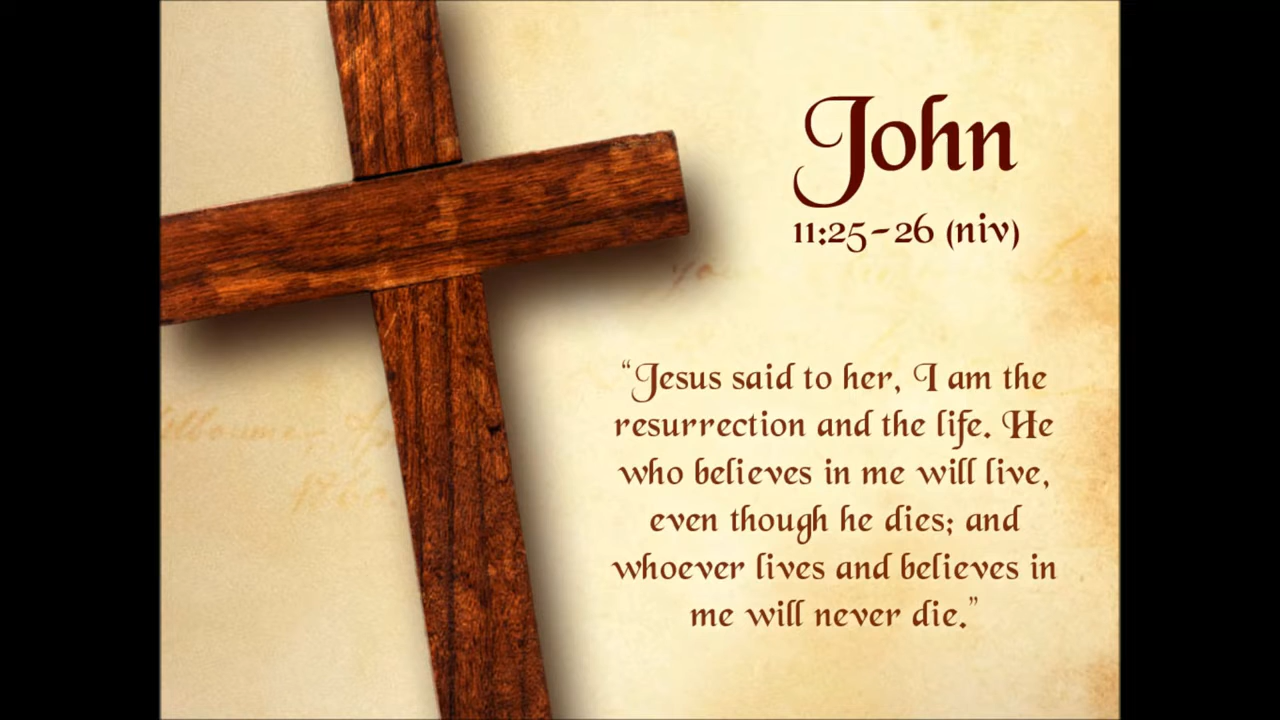 John
11:25-26 (niv)
“Jesus said to her, I am the
resurrection and the life. He
who believes in me will live,
even though he dies; and
whoever lives and believes in
me will never die.”